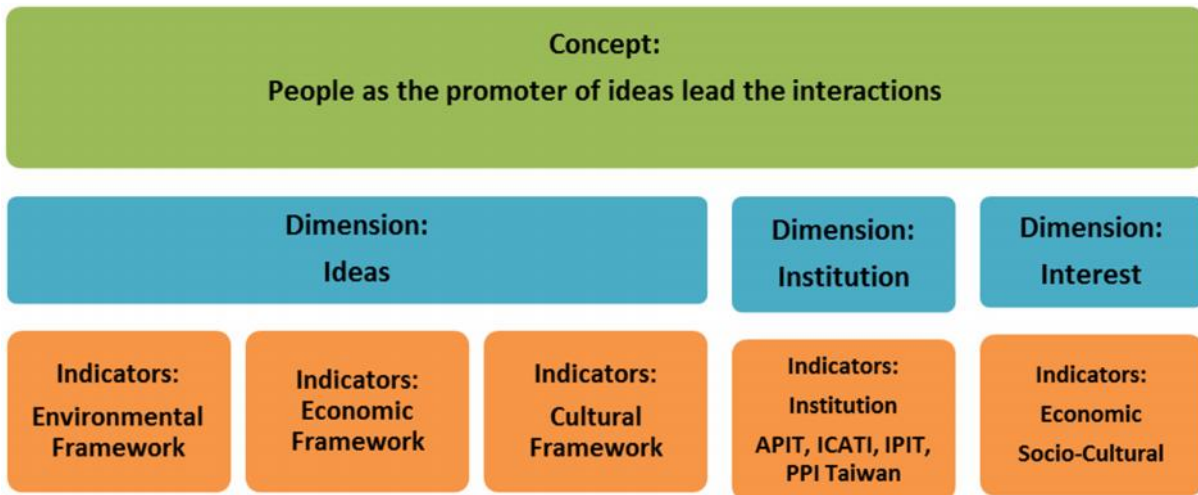 Concept:
People as the promoter of ideas lead the interactions
Dimension:
Ideas
Dimension:
Institution
Dimension:
Interest
Indicators:
Environmental
Framework
Indicators:
Economic
Framework
Indicators:
Cultural
Framework
Indicators:
Institution
APIT, ICATI, IPIT,
PPI Taiwan
Indicators:
Economic
Socio-Cultural